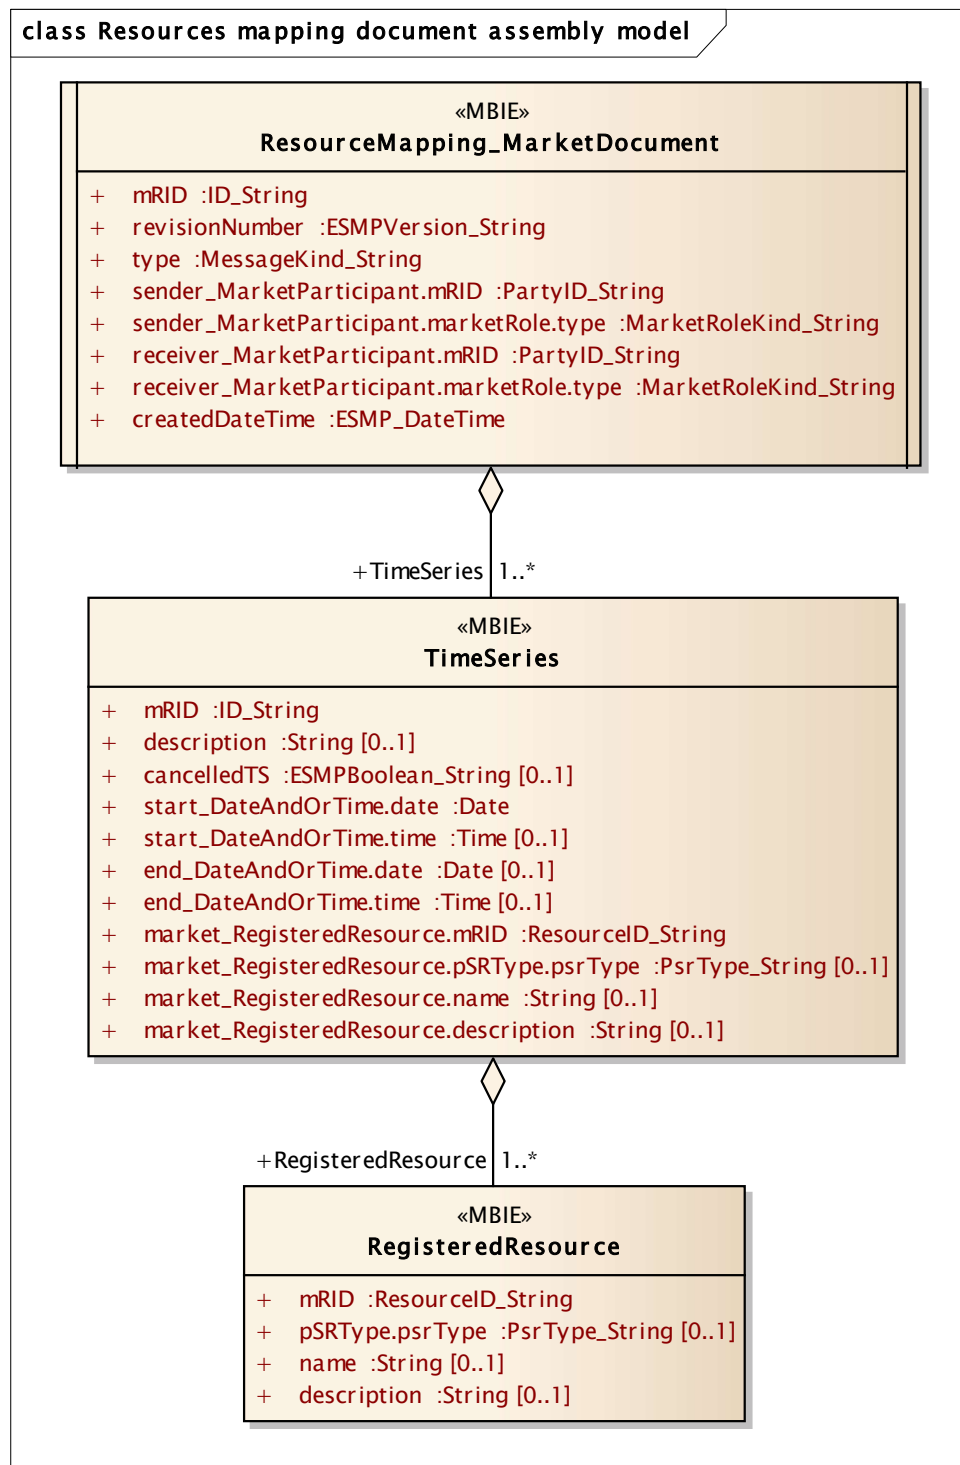 class Resources mapping document assembly model
«MBIE»
ResourceMapping_MarketDocument
+ mRID :ID_String
+ revisionNumber :ESMPVersion_String
+ type :MessageKind_String
+ sender_MarketParticipant.mRID :PartyID_String
+ sender_MarketParticipant.marketRole.type :MarketRoleKind_String
+ receiver_MarketParticipant.mRID :PartyID_String
+ receiver_MarketParticipant.marketRole.type :MarketRoleKind_String
+ createdDateTime :ESMP_DateTime
+TimeSeries 1..*
«MBIE»
TimeSeries
+ mRID :ID_String
+ description :String [0..1]
+ cancelledTS :ESMPBoolean_String [0..1]
+ start_DateAndOrTime.date :Date
+ start_DateAndOrTime.time :Time [0..1]
+ end_DateAndOrTime.date :Date [0..1]
+ end_DateAndOrTime.time :Time [0..1]
+ market_RegisteredResource.mRID :ResourceID_String
+ market_RegisteredResource.pSRType.psrType :PsrType_String [0..1]
+ market_RegisteredResource.name :String [0..1]
+ market_RegisteredResource.description :String [0..1]
+RegisteredResource 1..*
«MBIE»
RegisteredResource
+ mRID :ResourceID_String
+ pSRType.psrType :PsrType_String [0..1]
+ name :String [0..1]
+ description :String [0..1]